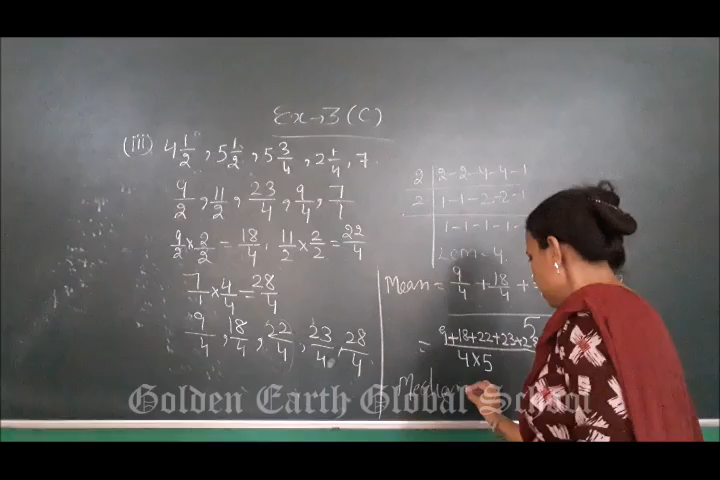 Ex→3(C)
(iii) 4 1/2 , 5 1/2 , 5 3/4 , 2 1/4 , 7
9/2 , 11/2 , 23/4 , 9/4 , 7/1
9/2 × 2/2 = 18/4 , 11/2 × 2/2 = 22/4
7/1 × 4/4 = 28/4
9/4 , 18/4 , 22/4 , 23/4 , 28/4
2 | 2-2-4-4-1
2 | 1-1-2-2-1
1-1-1-1-
LCM = 4.
Mean = 9/4 + 18/4 +
5
= 9+18+22+23+28
4×5
Median
Golden Earth Global School